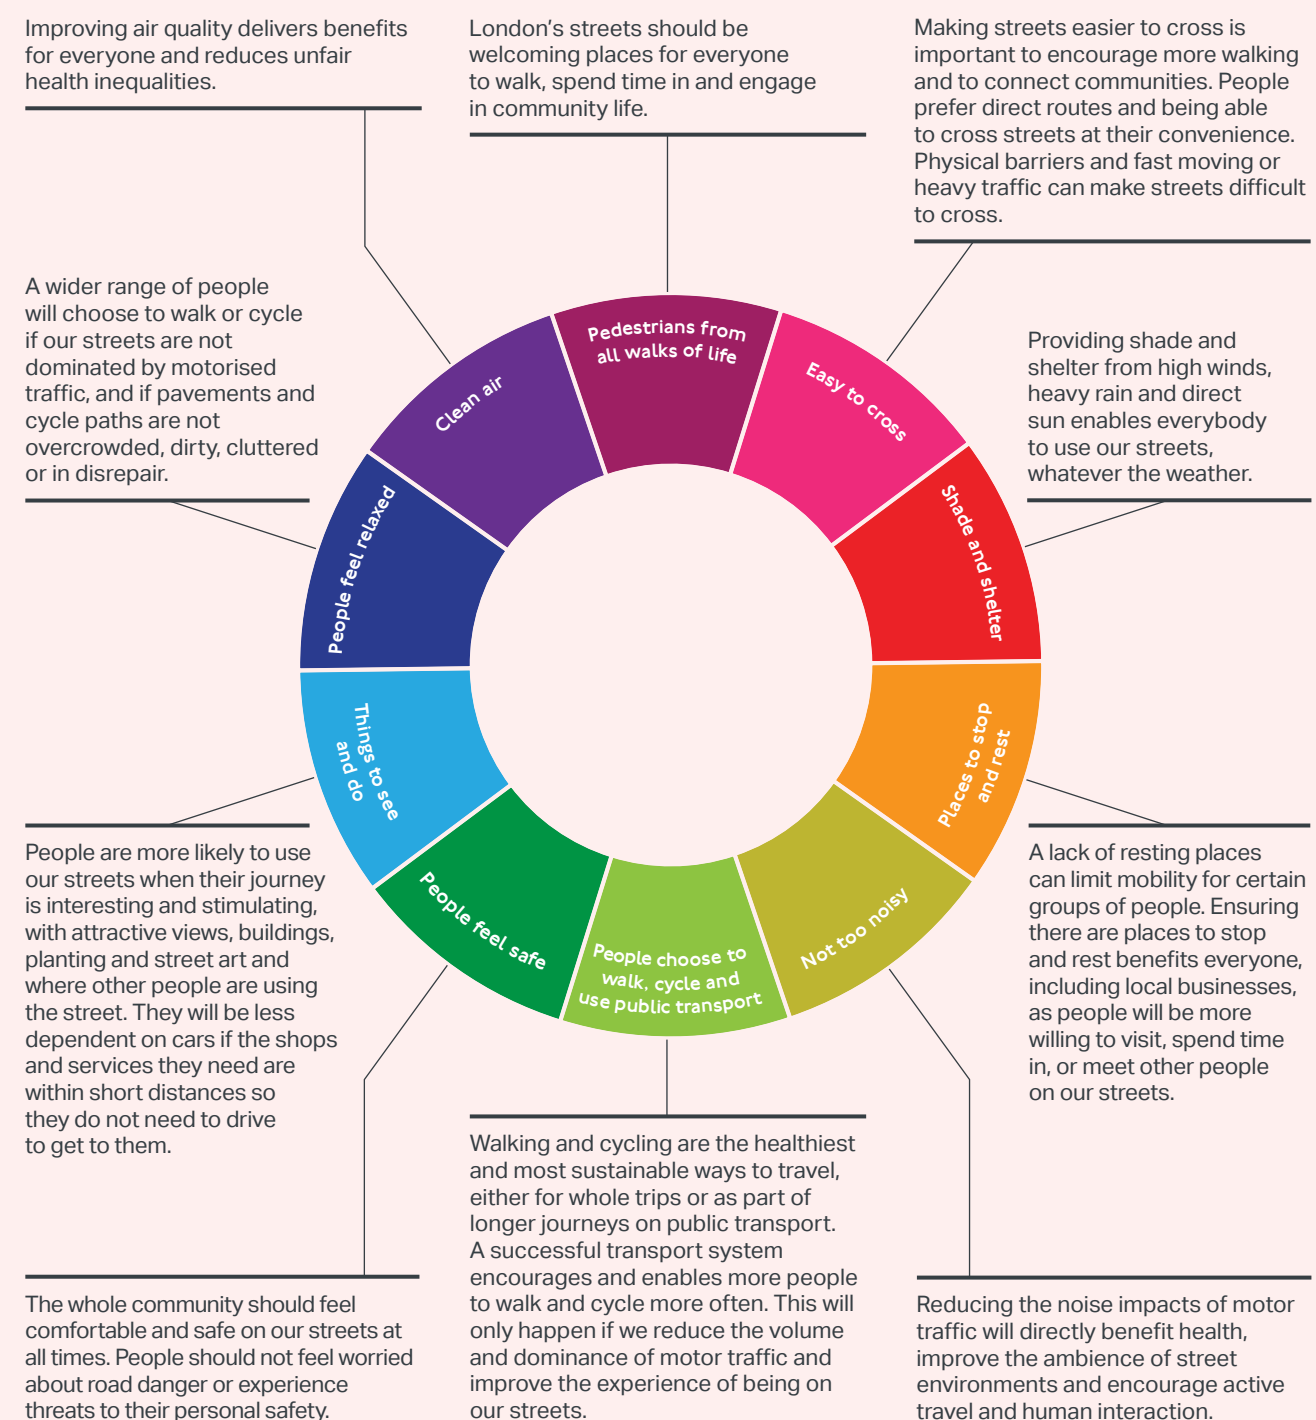 Improving air quality delivers benefits
for everyone and reduces unfair
health inequalities.
London’s streets should be
welcoming places for everyone
to walk, spend time in and engage
in community life.
Making streets easier to cross is
important to encourage more walking
and to connect communities. People
prefer direct routes and being able
to cross streets at their convenience.
Physical barriers and fast moving or
heavy traffic can make streets difficult
to cross.
A wider range of people
will choose to walk or cycle
if our streets are not
dominated by motorised
traffic, and if pavements and
cycle paths are not
overcrowded, dirty, cluttered
or in disrepair.
Providing shade and
shelter from high winds,
heavy rain and direct
sun enables everybody
to use our streets,
whatever the weather.
Pedestrians from
all walks of life
Easy to cross
Shade and shelter
Places to stop
and rest
Not too noisy
People choose to
walk, cycle and
use public transport
People feel safe
Things to see
and do
People feel relaxed
Clean air
People are more likely to use
our streets when their journey
is interesting and stimulating,
with attractive views, buildings,
planting and street art and
where other people are using
the street. They will be less
dependent on cars if the shops
and services they need are
within short distances so
they do not need to drive
to get to them.
A lack of resting places
can limit mobility for certain
groups of people. Ensuring
there are places to stop
and rest benefits everyone,
including local businesses,
as people will be more
willing to visit, spend time
in, or meet other people
on our streets.
The whole community should feel
comfortable and safe on our streets at
all times. People should not feel worried
about road danger or experience
threats to their personal safety.
Walking and cycling are the healthiest
and most sustainable ways to travel,
either for whole trips or as part of
longer journeys on public transport.
A successful transport system
encourages and enables more people
to walk and cycle more often. This will
only happen if we reduce the volume
and dominance of motor traffic and
improve the experience of being on
our streets.
Reducing the noise impacts of motor
traffic will directly benefit health,
improve the ambience of street
environments and encourage active
travel and human interaction.